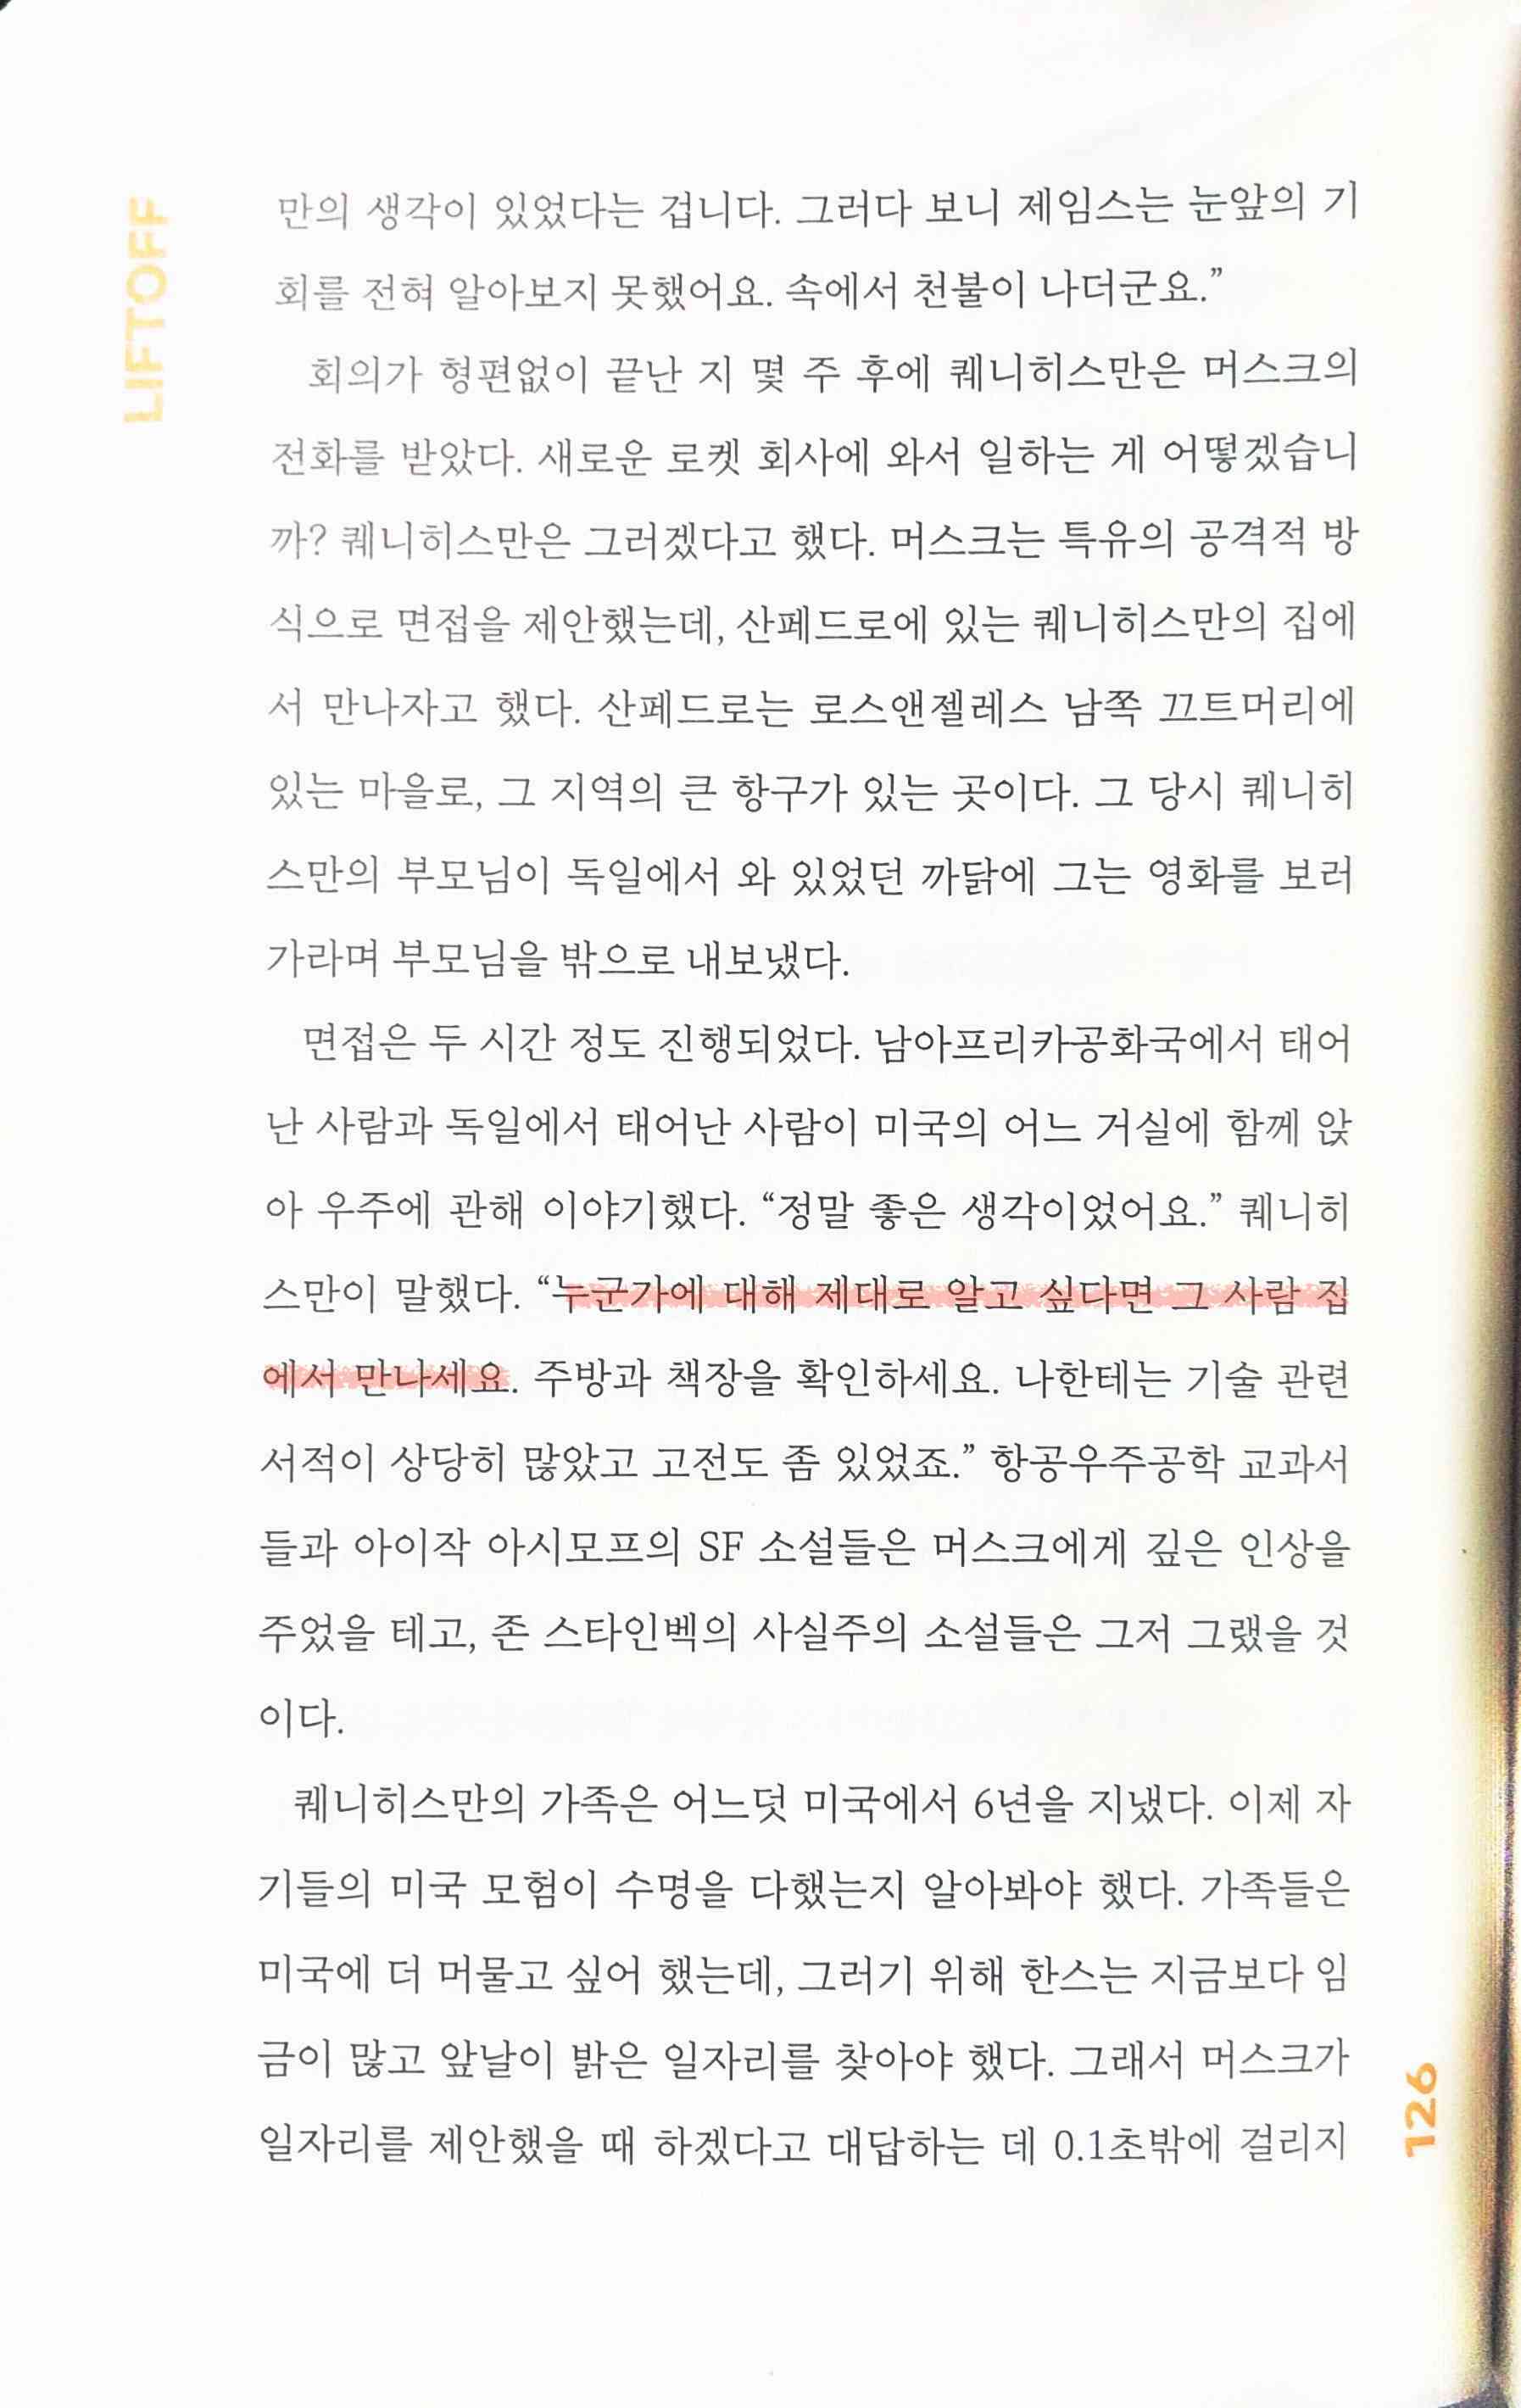 LIFTOFF
만의 생각이 있었다는 겁니다. 그러다 보니 제임스는 눈앞의 기
회를 전혀 알아보지 못했어요. 속에서 천불이 나더군요.”
회의가 형편없이 끝난 지 몇 주 후에 퀘니히스만은 머스크의
전화를 받았다. 새로운 로켓 회사에 와서 일하는 게 어떻겠습니
까? 퀘니히스만은 그러겠다고 했다. 머스크는 특유의 공격적 방
식으로 면접을 제안했는데, 산페드로에 있는 퀘니히스만의 집에
서 만나자고 했다. 산페드로는 로스앤젤레스 남쪽 끄트머리에
있는 마을로, 그 지역의 큰 항구가 있는 곳이다. 그 당시 퀘니히
스만의 부모님이 독일에서 와 있었던 까닭에 그는 영화를 보러
가라며 부모님을 밖으로 내보냈다.
면접은 두 시간 정도 진행되었다. 남아프리카공화국에서 태어
난 사람과 독일에서 태어난 사람이 미국의 어느 거실에 함께 앉
아 우주에 관해 이야기했다. “정말 좋은 생각이었어요.” 퀘니히
스만이 말했다. “누군가에 대해 제대로 알고 싶다면 그 사람 집
에서 만나세요. 주방과 책장을 확인하세요. 나한테는 기술 관련
서적이 상당히 많았고 고전도 좀 있었죠.” 항공우주공학 교과서
들과 아이작 아시모프의 SF 소설들은 머스크에게 깊은 인상을
주었을 테고, 존 스타인벡의 사실주의 소설들은 그저 그랬을 것
이다.
퀘니히스만의 가족은 어느덧 미국에서 6년을 지냈다. 이제 자
기들의 미국 모험이 수명을 다했는지 알아봐야 했다. 가족들은
미국에 더 머물고 싶어 했는데, 그러기 위해 한스는 지금보다 임
금이 많고 앞날이 밝은 일자리를 찾아야 했다. 그래서 머스크가
일자리를 제안했을 때 하겠다고 대답하는 데 0.1초밖에 걸리지
126